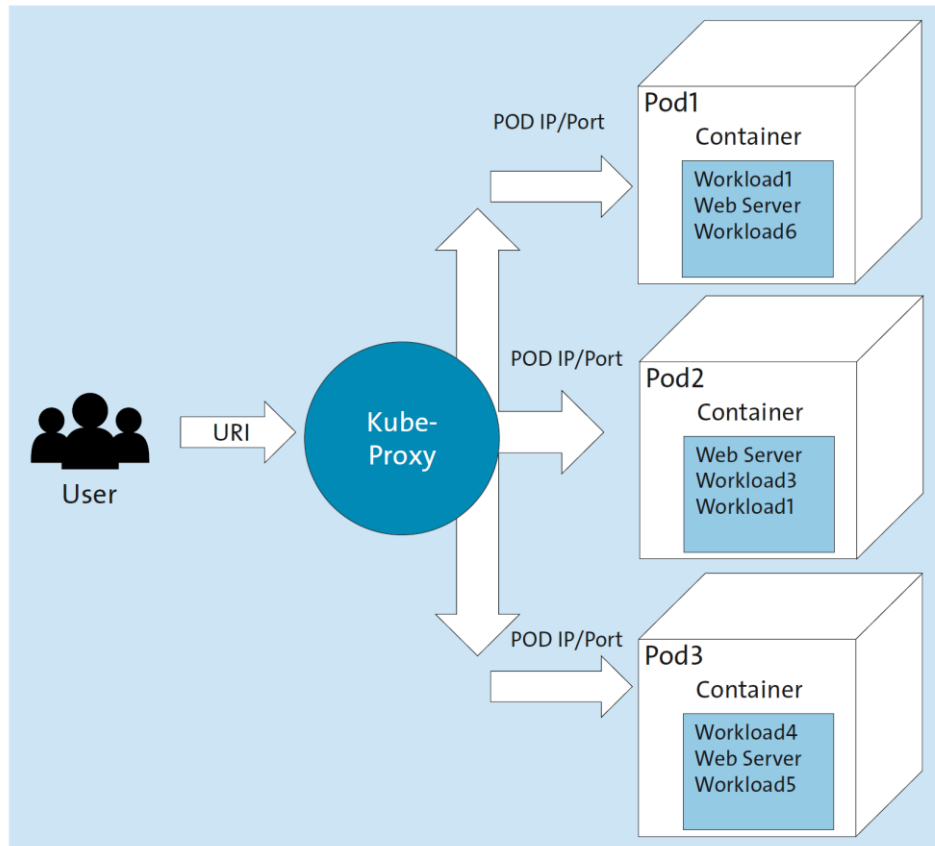 User
URI
Kube-
Proxy
POD IP/Port
Pod1
Container
Workload1
Web Server
Workload6
POD IP/Port
Pod2
Container
Web Server
Workload3
Workload1
POD IP/Port
Pod3
Container
Workload4
Web Server
Workload5